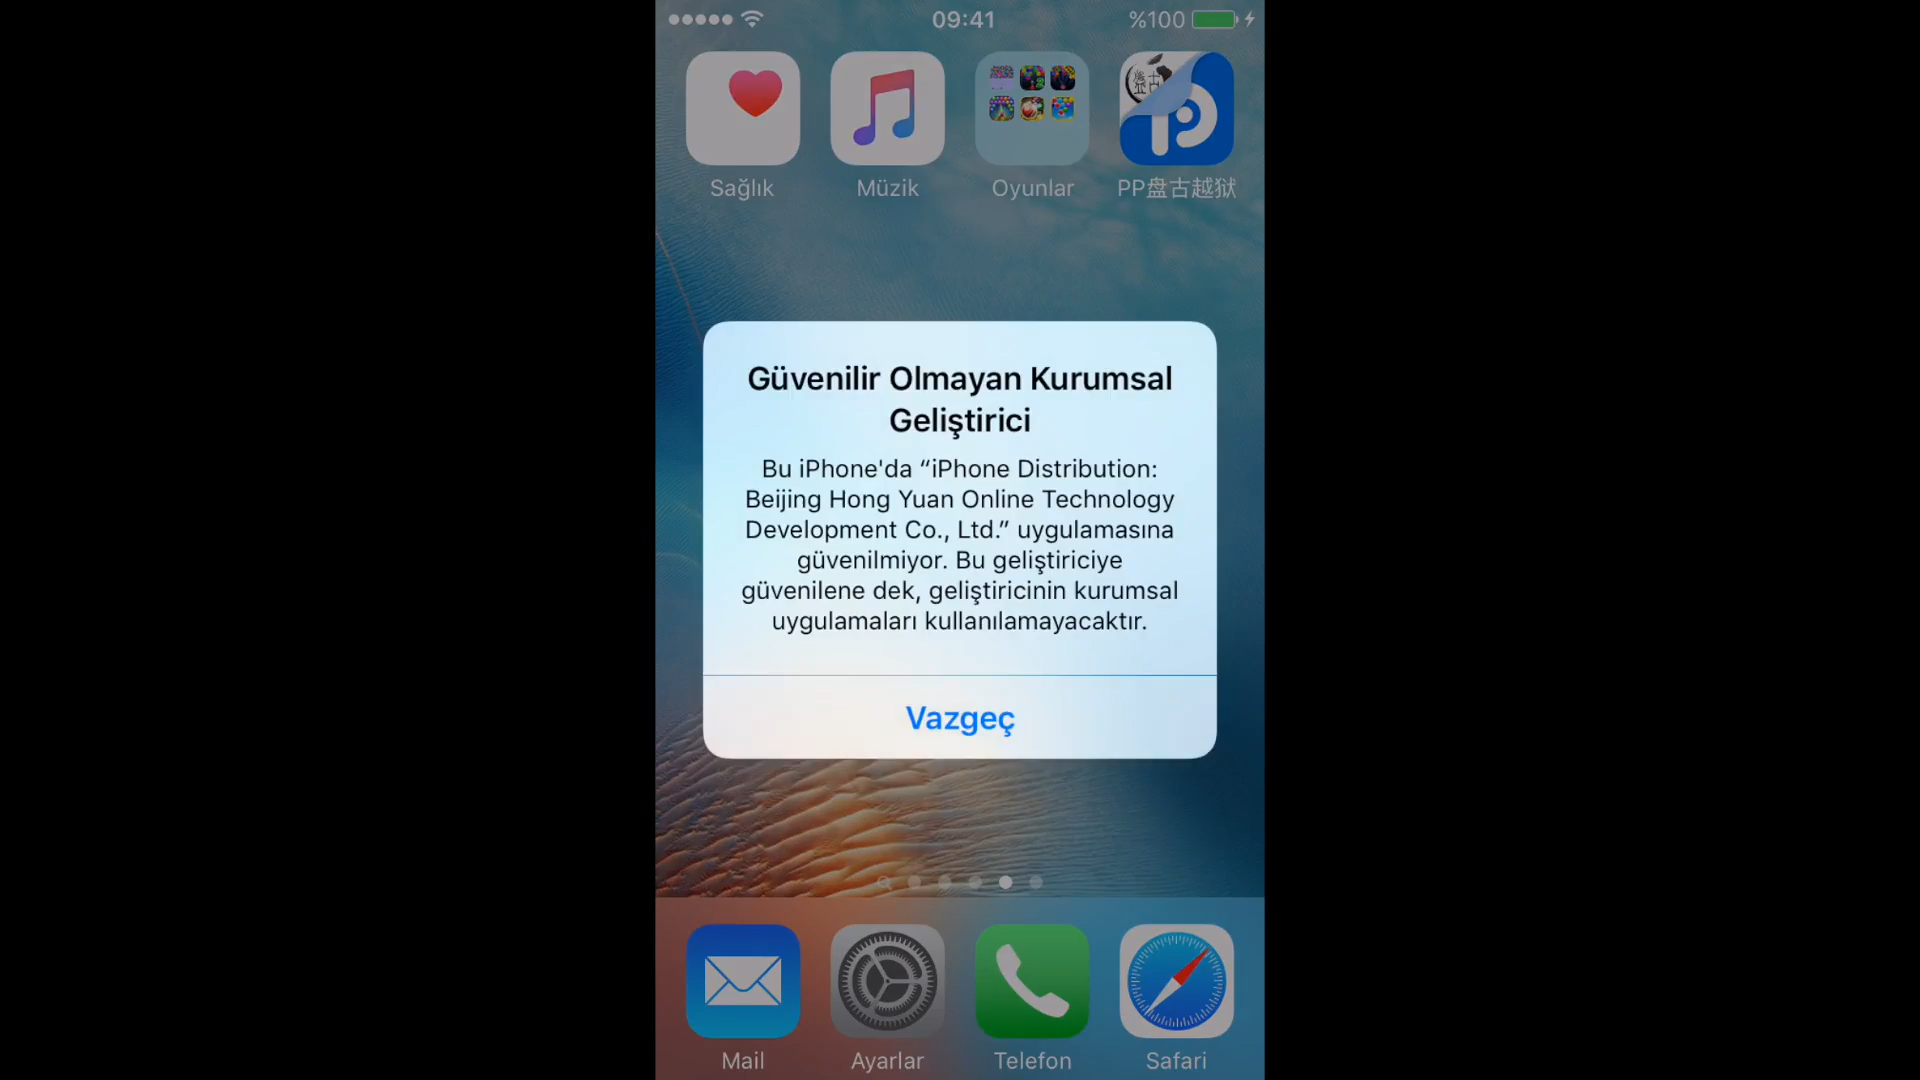 09:41
%100
Sağlık
Müzik
Oyunlar
PP盘古越狱
Güvenilir Olmayan Kurumsal
Geliştirici
Bu iPhone'da “iPhone Distribution:
Beijing Hong Yuan Online Technology
Development Co., Ltd.” uygulamasına
güvenilmiyor. Bu geliştiriciye
güvenilene dek, geliştiricinin kurumsal
uygulamaları kullanılamayacaktır.
Vazgeç
Mail
Ayarlar
Telefon
Safari